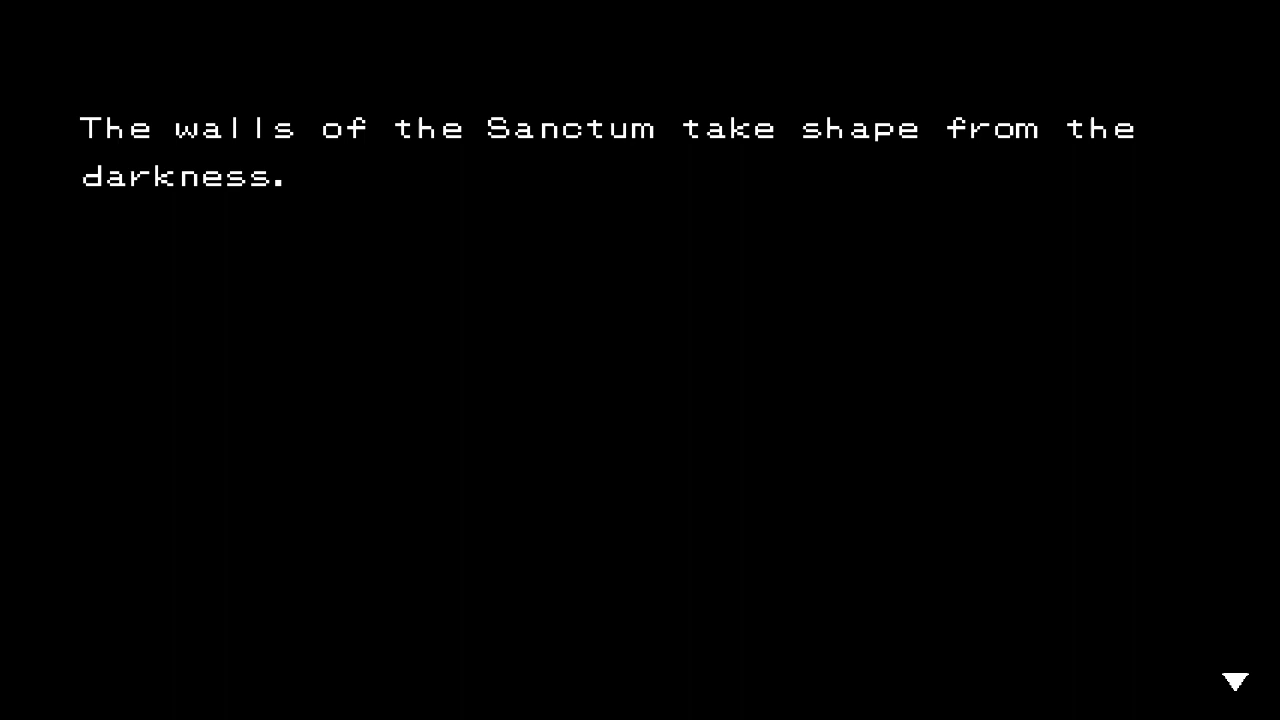 The walls of the Sanctum take shape from the
darkness.